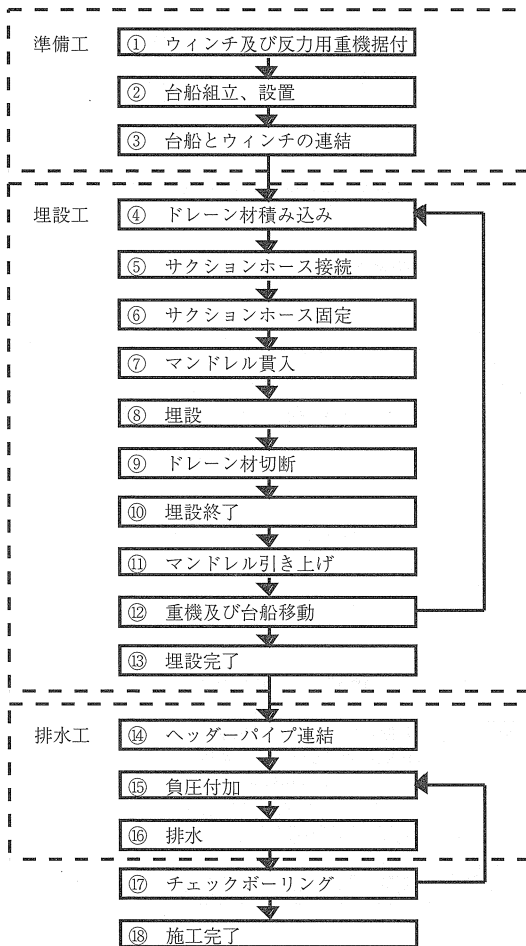 準備工
① ウィンチ及び反力用重機据付
② 台船組立、設置
③ 台船とウィンチの連結
埋設工
④ ドレーン材積み込み
⑤ サクションホース接続
⑥ サクションホース固定
⑦ マンドレル貫入
⑧ 埋設
⑨ ドレーン材切断
⑩ 埋設終了
⑪ マンドレル引き上げ
⑫ 重機及び台船移動
⑬ 埋設完了
排水工
⑭ ヘッダーパイプ連結
⑮ 負圧付加
⑯ 排水
⑰ チェックボーリング
⑱ 施工完了